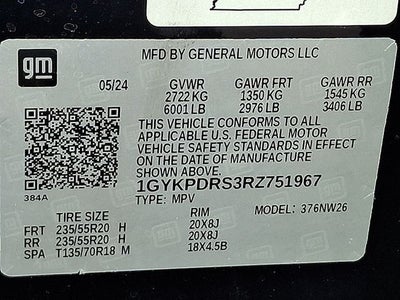 gm
MFD BY GENERAL MOTORS LLC
05/24 GVWR GAWR FRT GAWR RR
2722 KG 1350 KG 1545 KG
6001 LB 2976 LB 3406 LB
THIS VEHICLE CONFORMS TO ALL
APPLICABLE U.S. FEDERAL MOTOR
VEHICLE SAFETY STANDARDS IN EFFECT
ON THE DATE OF MANUFACTURE
SHOWN ABOVE.
1GYKPDRS3RZ751967
384A TYPE: MPV
TIRE SIZE RIM MODEL: 376NW26
FRT 235/55R20 H 20X8J
RR 235/55R20 H 20X8J
SPA T135/70R18 M 18X4.5B